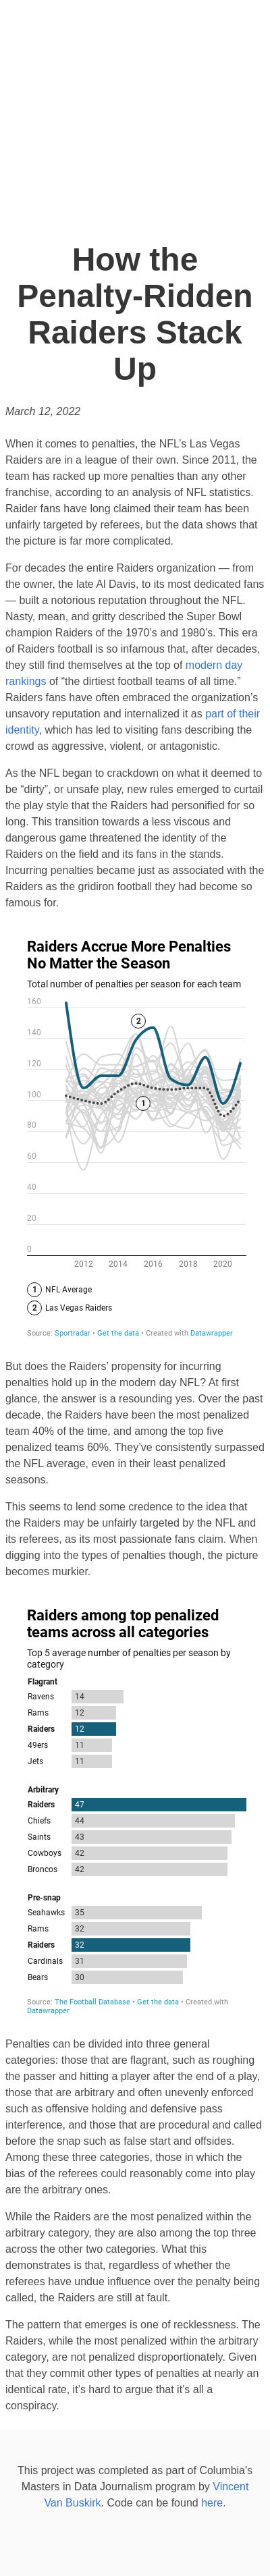 How the
Penalty-Ridden
Raiders Stack
Up
March 12, 2022
When it comes to penalties, the NFL's Las Vegas
Raiders are in a league of their own. Since 2011, the
team has racked up more penalties than any other
franchise, according to an analysis of NFL statistics.
Raider fans have long claimed their team has been
unfairly targeted by referees, but the data shows that
the picture is far more complicated.
For decades the entire Raiders organization — from
the owner, the late Al Davis, to its most dedicated fans
— built a notorious reputation throughout the NFL.
Nasty, mean, and gritty described the Super Bowl
champion Raiders of the 1970's and 1980's. This era
of Raiders football is so infamous that, after decades,
they still find themselves at the top of modern day
rankings of "the dirtiest football teams of all time."
Raiders fans have often embraced the organization's
unsavory reputation and internalized it as part of their
identity, which has led to visiting fans describing the
crowd as aggressive, violent, or antagonistic.
As the NFL began to crackdown on what it deemed to
be "dirty", or unsafe play, new rules emerged to curtail
the play style that the Raiders had personified for so
long. This transition towards a less viscous and
dangerous game threatened the identity of the
Raiders on the field and its fans in the stands.
Incurring penalties became just as associated with the
Raiders as the gridiron football they had become so
famous for.
Raiders Accrue More Penalties
No Matter the Season
Total number of penalties per season for each team
160
140
120
100
80
60
40
20
0
2
1
2012 2014 2016 2018 2020
1 NFL Average
2 Las Vegas Raiders
Source: Sportradar • Get the data • Created with Datawrapper
But does the Raiders' propensity for incurring
penalties hold up in the modern day NFL? At first
glance, the answer is a resounding yes. Over the past
decade, the Raiders have been the most penalized
team 40% of the time, and among the top five
penalized teams 60%. They've consistently surpassed
the NFL average, even in their least penalized
seasons.
This seems to lend some credence to the idea that
the Raiders may be unfairly targeted by the NFL and
its referees, as its most passionate fans claim. When
digging into the types of penalties though, the picture
becomes murkier.
Raiders among top penalized
teams across all categories
Top 5 average number of penalties per season by
category
Flagrant
Ravens 14
Rams 12
Raiders 12
49ers 11
Jets 11
Arbitrary
Raiders 47
Chiefs 44
Saints 43
Cowboys 42
Broncos 42
Pre-snap
Seahawks 35
Rams 32
Raiders 32
Cardinals 31
Bears 30
Source: The Football Database • Get the data • Created with
Datawrapper
Penalties can be divided into three general
categories: those that are flagrant, such as roughing
the passer and hitting a player after the end of a play,
those that are arbitrary and often unevenly enforced
such as offensive holding and defensive pass
interference, and those that are procedural and called
before the snap such as false start and offsides.
Among these three categories, those in which the
bias of the referees could reasonably come into play
are the arbitrary ones.
While the Raiders are the most penalized within the
arbitrary category, they are also among the top three
across the other two categories. What this
demonstrates is that, regardless of whether the
referees have undue influence over the penalty being
called, the Raiders are still at fault.
The pattern that emerges is one of recklessness. The
Raiders, while the most penalized within the arbitrary
category, are not penalized disproportionately. Given
that they commit other types of penalties at nearly an
identical rate, it's hard to argue that it's all a
conspiracy.
This project was completed as part of Columbia's
Masters in Data Journalism program by Vincent
Van Buskirk. Code can be found here.